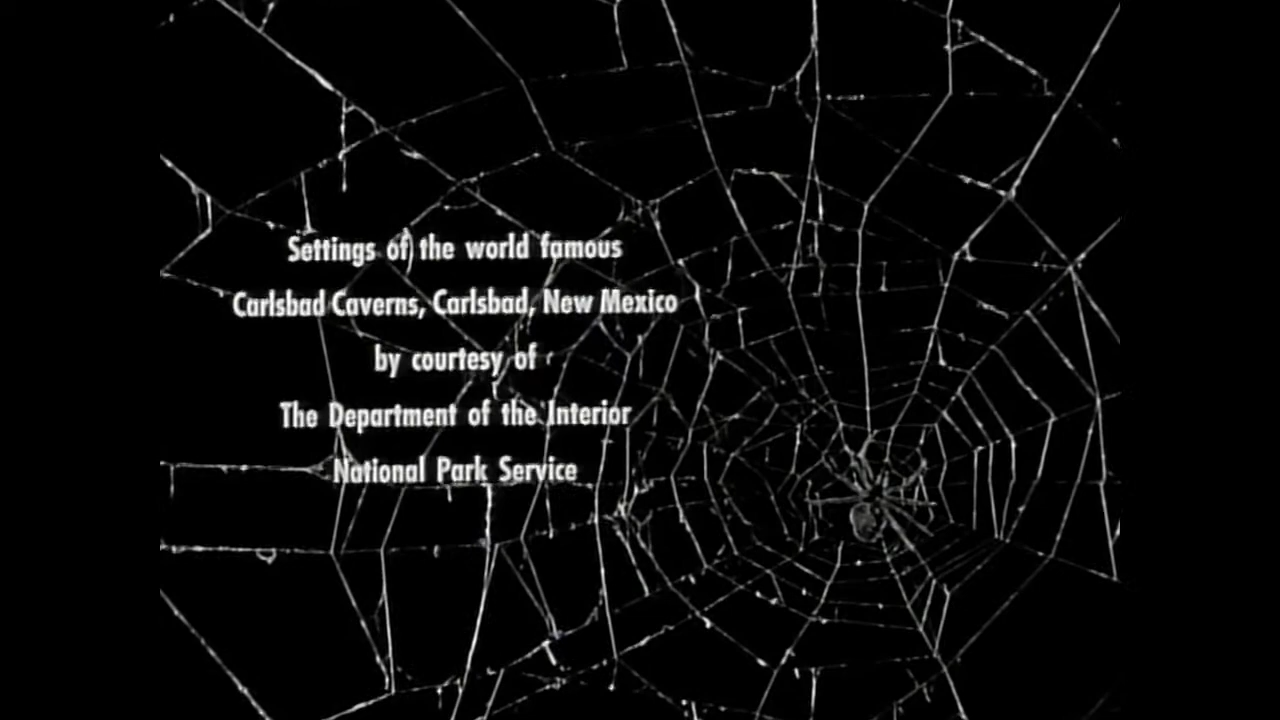 Settings of the world famous
Carlsbad Caverns, Carlsbad, New Mexico
by courtesy of
The Department of the Interior
National Park Service